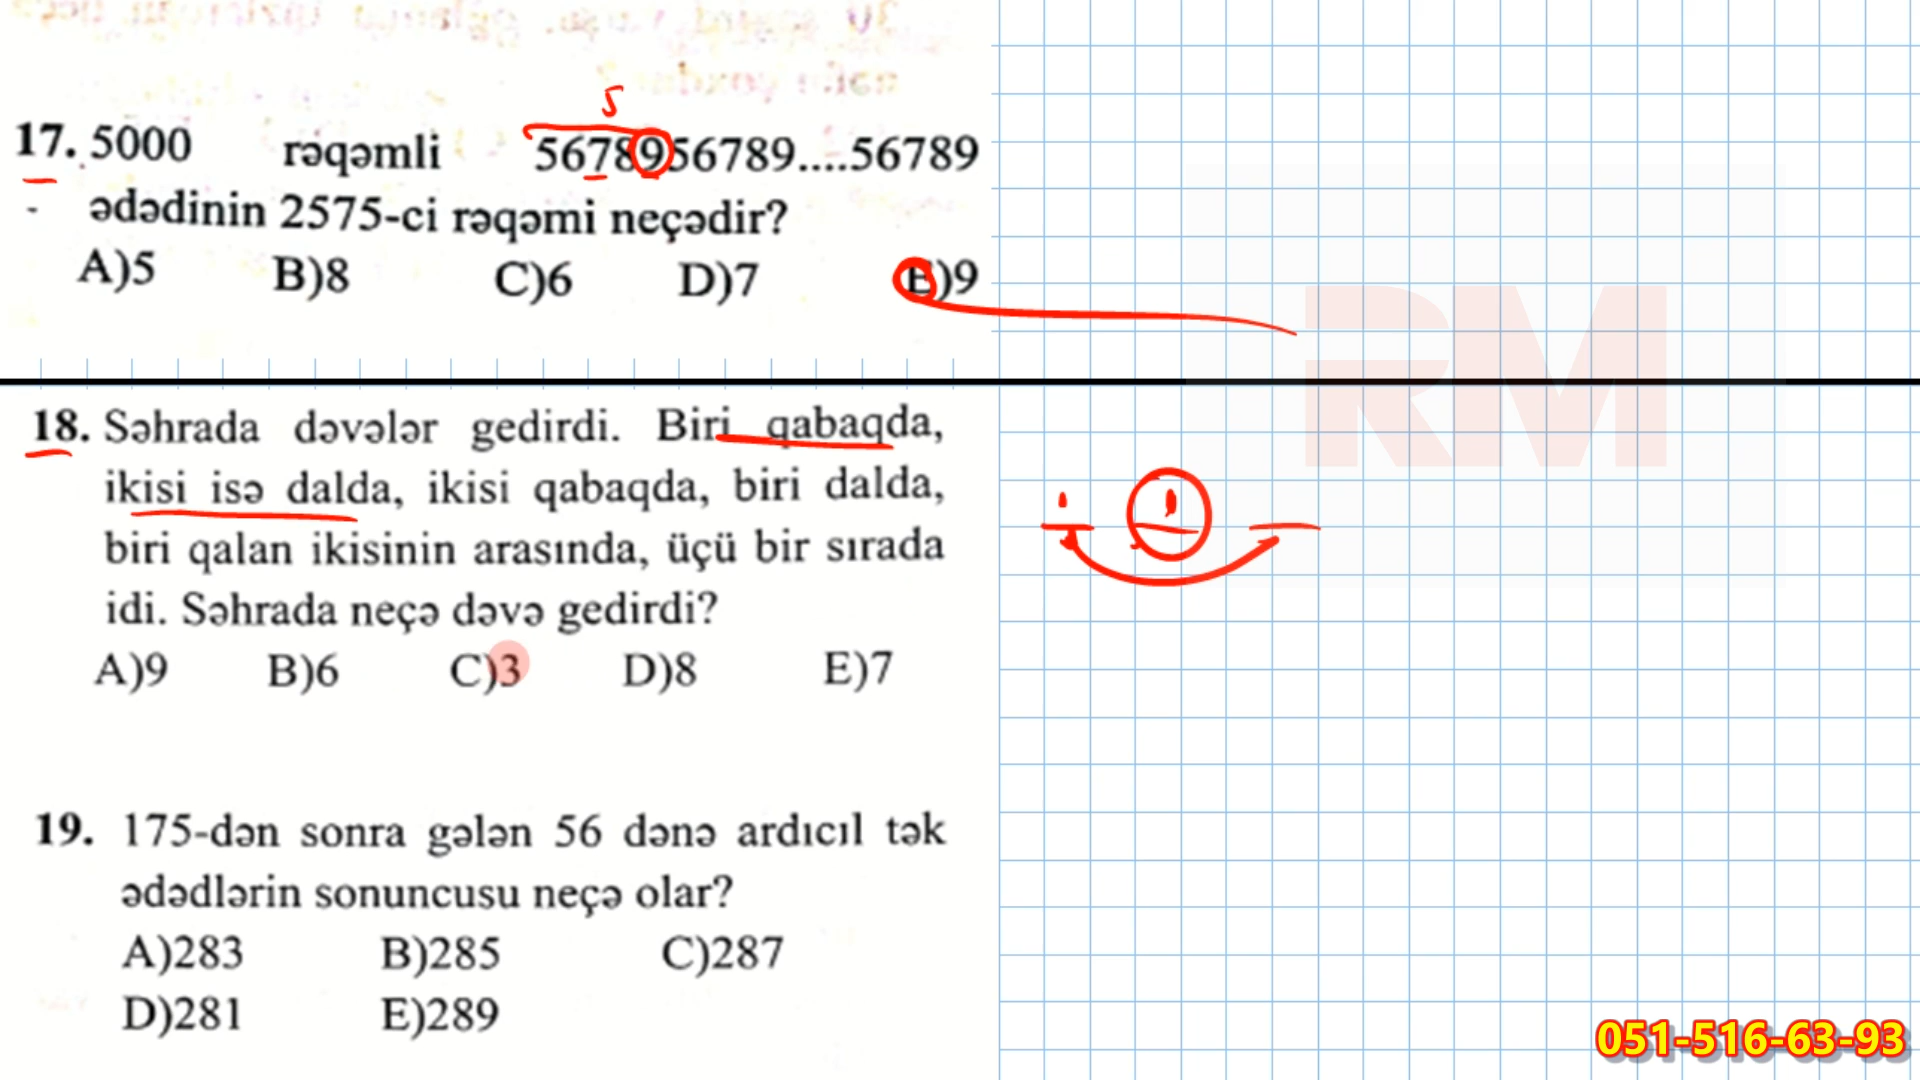 5
17. 5000 rəqəmli 5678956789....56789
ədədinin 2575-ci rəqəmi neçədir?
A)5 B)8 C)6 D)7 E)9
RM
18. Səhrada dəvələr gedirdi. Biri qabaqda,
ikisi isə dalda, ikisi qabaqda, biri dalda,
biri qalan ikisinin arasında, üçü bir sırada
idi. Səhrada neçə dəvə gedirdi?
A)9 B)6 C)3 D)8 E)7
19. 175-dən sonra gələn 56 dənə ardıcıl tək
ədədlərin sonuncusu neçə olar?
A)283 B)285 C)287
D)281 E)289
051-516-63-93